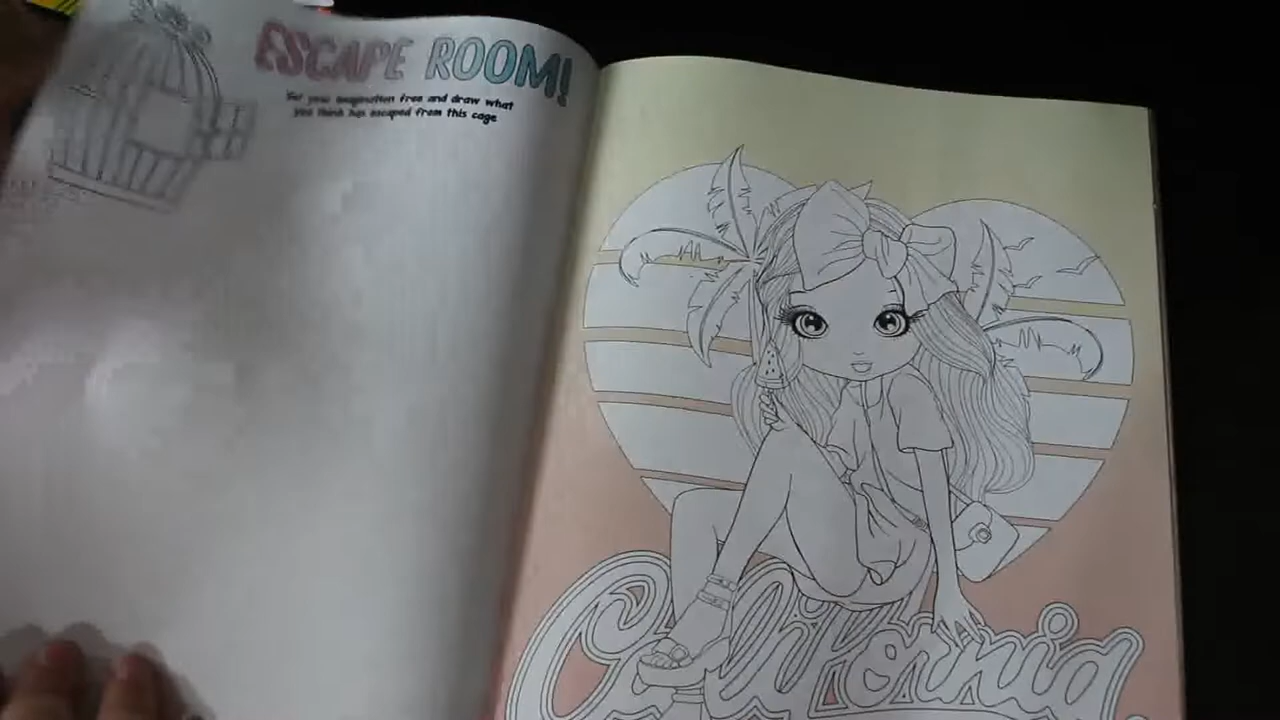 ESCAPE ROOM!
Set your imagination free and draw what
you think has escaped from this cage
California